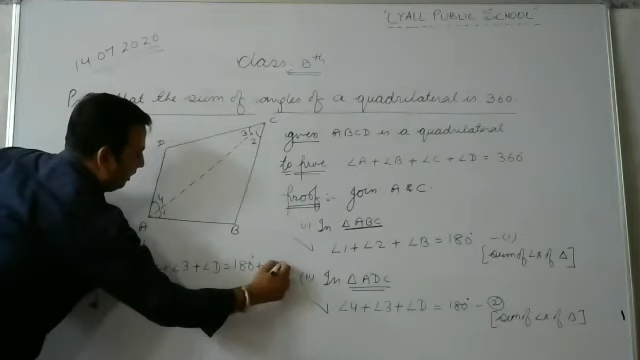 "LYALL PUBLIC SCHOOL"
14.07.2020
Class 8th
that the sum of angles of a quadrilateral is 360.
given ABCD is a quadrilateral
to prove ∠A+∠B+∠C+∠D = 360°
proof:- Join A & C.
(i) In △ABC
∠1+∠2+∠B = 180° —(1)
[sum of ∠s of △]
(ii) In △ADC
∠4+∠3+∠D = 180° — ②
[sum of ∠s of △]
D
C
3
2
4
1
A
B
+∠3+∠D=180°+